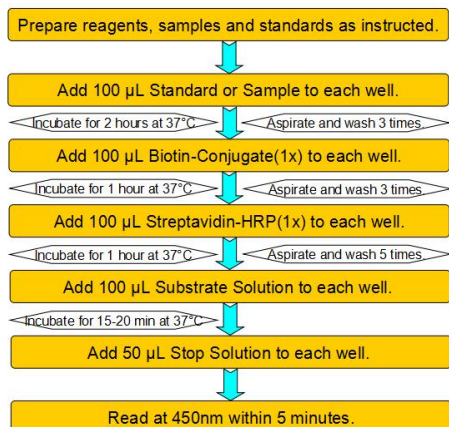 Prepare reagents, samples and standards as instructed.
Add 100 µL Standard or Sample to each well.
Incubate for 2 hours at 37°C
Aspirate and wash 3 times.
Add 100 µL Biotin-Conjugate(1x) to each well.
Incubate for 1 hour at 37°C
Aspirate and wash 3 times.
Add 100 µL Streptavidin-HRP(1x) to each well.
Incubate for 1 hour at 37°C
Aspirate and wash 5 times.
Add 100 µL Substrate Solution to each well.
Incubate for 15-20 min at 37°C
Add 50 µL Stop Solution to each well.
Read at 450nm within 5 minutes.